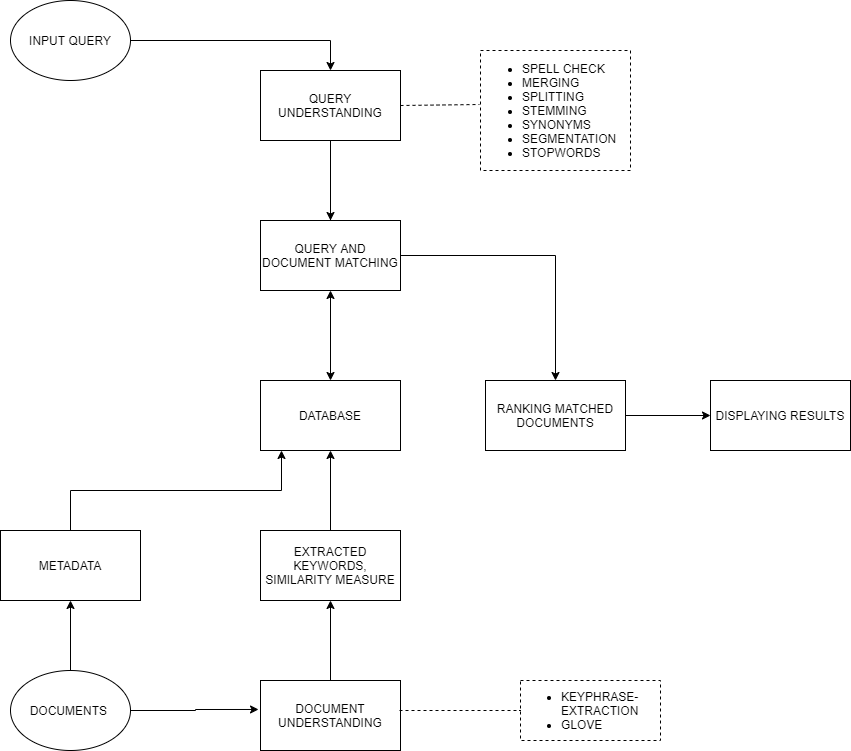 INPUT QUERY
QUERY
UNDERSTANDING
• SPELL CHECK
• MERGING
• SPLITTING
• STEMMING
• SYNONYMS
• SEGMENTATION
• STOPWORDS
QUERY AND
DOCUMENT MATCHING
DATABASE
RANKING MATCHED
DOCUMENTS
DISPLAYING RESULTS
METADATA
EXTRACTED
KEYWORDS,
SIMILARITY MEASURE
DOCUMENTS
DOCUMENT
UNDERSTANDING
• KEYPHRASE-
EXTRACTION
• GLOVE